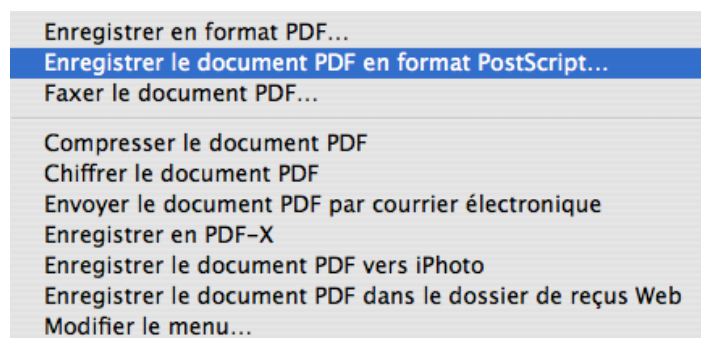 Enregistrer en format PDF...
Enregistrer le document PDF en format PostScript...
Faxer le document PDF...
Compresser le document PDF
Chiffrer le document PDF
Envoyer le document PDF par courrier électronique
Enregistrer en PDF-X
Enregistrer le document PDF vers iPhoto
Enregistrer le document PDF dans le dossier de reçus Web
Modifier le menu...